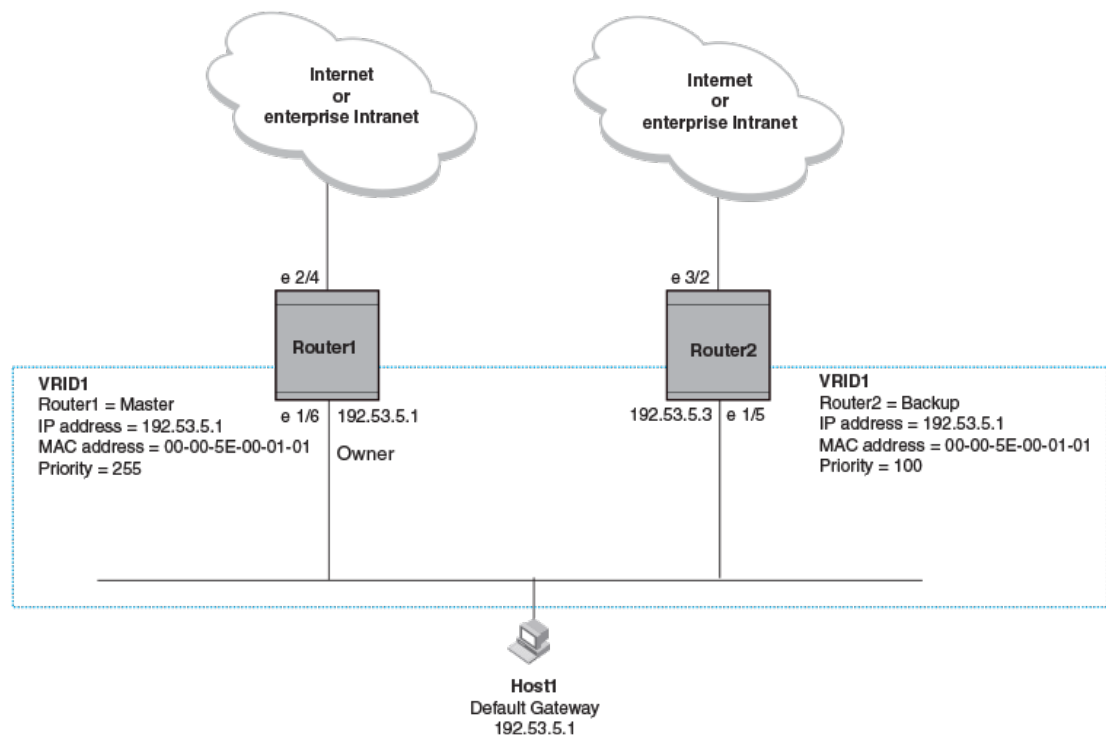 Internet
or
enterprise Intranet
Internet
or
enterprise Intranet
e 2/4
e 3/2
Router1
Router2
VRID1
Router1 = Master
IP address = 192.53.5.1
MAC address = 00-00-5E-00-01-01
Priority = 255
e 1/6
192.53.5.1
Owner
192.53.5.3
e 1/5
VRID1
Router2 = Backup
IP address = 192.53.5.1
MAC address = 00-00-5E-00-01-01
Priority = 100
Host1
Default Gateway
192.53.5.1